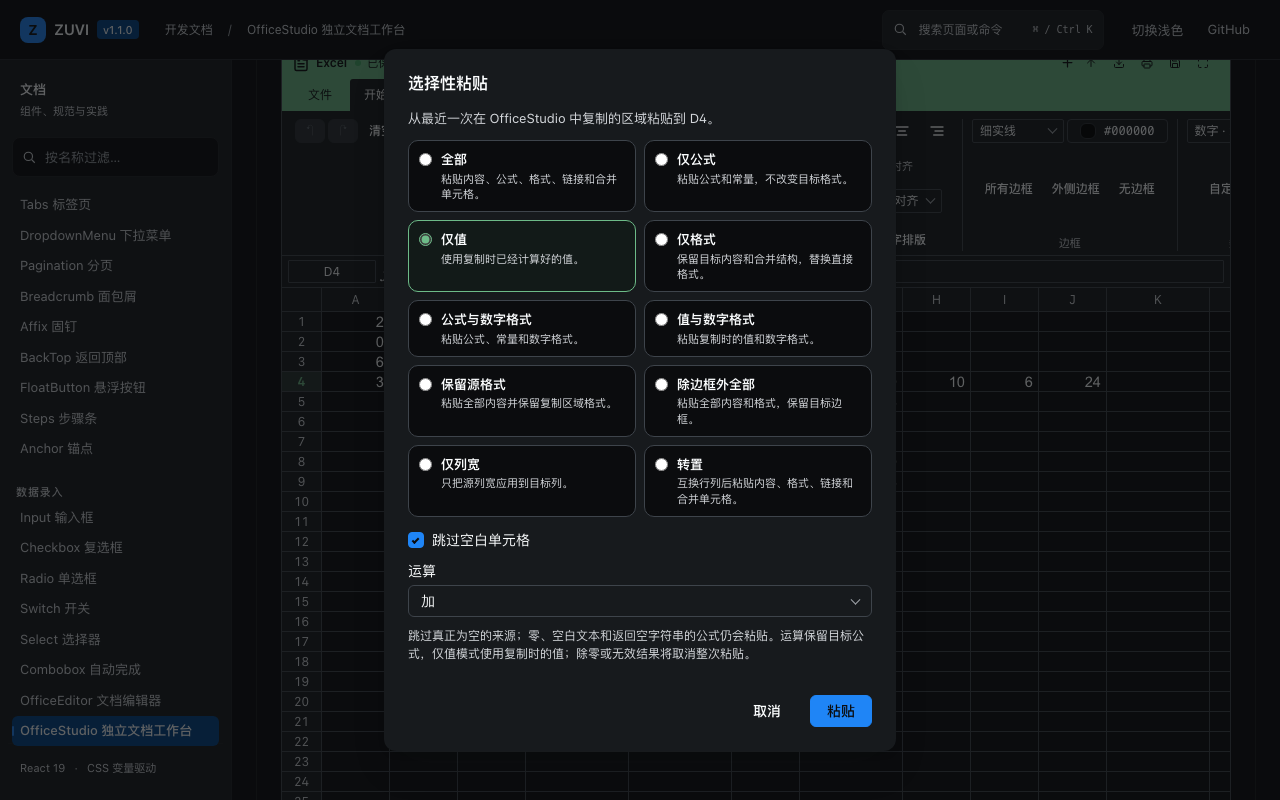 Z ZUVI v1.1.0 开发文档 / OfficeStudio 独立文档工作台 搜索页面或命令 ⌘ / Ctrl K 切换浅色 GitHub
文档
组件、规范与实践
按名称过滤...
Tabs 标签页
DropdownMenu 下拉菜单
Pagination 分页
Breadcrumb 面包屑
Affix 固钉
BackTop 返回顶部
FloatButton 悬浮按钮
Steps 步骤条
Anchor 锚点
数据录入
Input 输入框
Checkbox 复选框
Radio 单选框
Switch 开关
Select 选择器
Combobox 自动完成
OfficeEditor 文档编辑器
OfficeStudio 独立文档工作台
React 19 · CSS 变量驱动
Excel
文件 开始
细实线 #000000 数字 ·
对齐
所有边框 外侧边框 无边框
对齐
边框
D4
A H I J K
1 2
2 0
3 6
4 3 10 6 24
5
6
7
8
9
10
11
12
13
14
15
16
17
18
19
20
21
22
23
24
选择性粘贴
从最近一次在 OfficeStudio 中复制的区域粘贴到 D4。
全部
粘贴内容、公式、格式、链接和合并
单元格。
仅公式
粘贴公式和常量，不改变目标格式。
仅值
使用复制时已经计算好的值。
仅格式
保留目标内容和合并结构，替换直接
格式。
公式与数字格式
粘贴公式、常量和数字格式。
值与数字格式
粘贴复制时的值和数字格式。
保留源格式
粘贴全部内容并保留复制区域格式。
除边框外全部
粘贴全部内容和格式，保留目标边
框。
仅列宽
只把源列宽应用到目标列。
转置
互换行列后粘贴内容、格式、链接和
合并单元格。
跳过空白单元格
运算
加
跳过真正为空的来源；零、空白文本和返回空字符串的公式仍会粘贴。运算保留目标公
式，仅值模式使用复制时的值；除零或无效结果将取消整次粘贴。
取消 粘贴